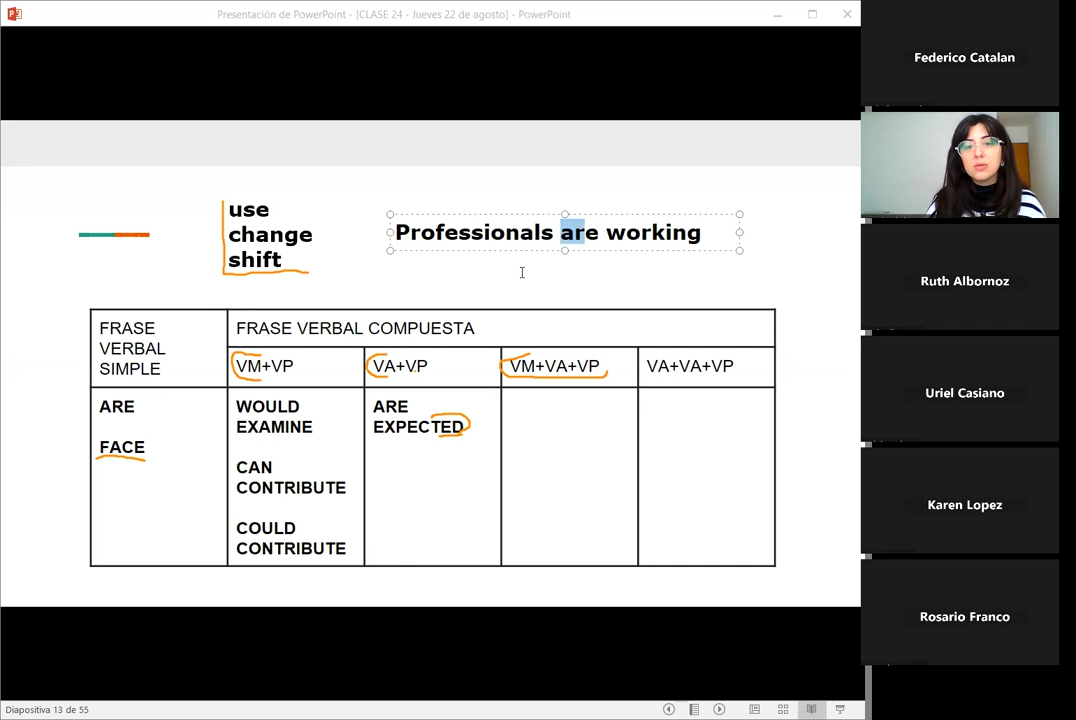 Presentación de PowerPoint - [CLASE 24 - Jueves 22 de agosto] - PowerPoint
use
change
shift
Professionals are working
FRASE
VERBAL
SIMPLE
FRASE VERBAL COMPUESTA
VM+VP
VA+VP
VM+VA+VP
VA+VA+VP
ARE
FACE
WOULD
EXAMINE
CAN
CONTRIBUTE
COULD
CONTRIBUTE
ARE
EXPECTED
Diapositiva 13 de 55
Federico Catalan
Ruth Albornoz
Uriel Casiano
Karen Lopez
Rosario Franco